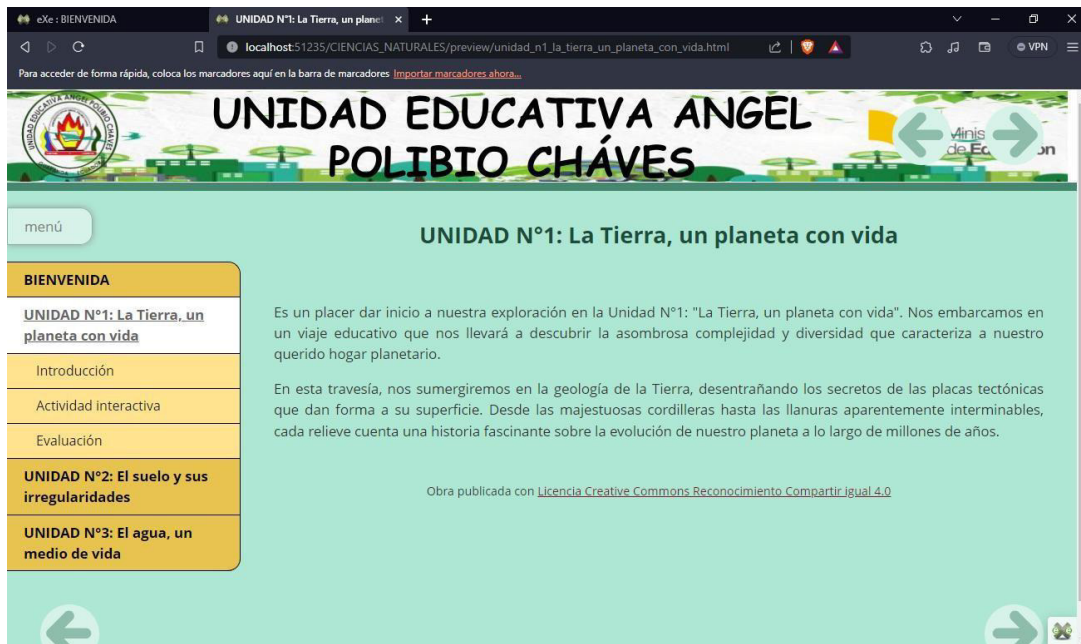 eXe : BIENVENIDA
UNIDAD N°1: La Tierra, un planet
localhost:51235/CIENCIAS_NATURALES/preview/unidad_n1_la_tierra_un_planeta_con_vida.html
VPN
Para acceder de forma rápida, coloca los marcadores aquí en la barra de marcadores Importar marcadores ahora...
UNIDAD EDUCATIVA ANGEL
POLIBIO CHÁVES
menú
UNIDAD N°1: La Tierra, un planeta con vida
BIENVENIDA
UNIDAD N°1: La Tierra, un
planeta con vida
Introducción
Actividad interactiva
Evaluación
UNIDAD N°2: El suelo y sus
irregularidades
UNIDAD N°3: El agua, un
medio de vida
Es un placer dar inicio a nuestra exploración en la Unidad N°1: "La Tierra, un planeta con vida". Nos embarcamos en
un viaje educativo que nos llevará a descubrir la asombrosa complejidad y diversidad que caracteriza a nuestro
querido hogar planetario.
En esta travesía, nos sumergiremos en la geología de la Tierra, desentrañando los secretos de las placas tectónicas
que dan forma a su superficie. Desde las majestuosas cordilleras hasta las llanuras aparentemente interminables,
cada relieve cuenta una historia fascinante sobre la evolución de nuestro planeta a lo largo de millones de años.
Obra publicada con Licencia Creative Commons Reconocimiento Compartir igual 4.0